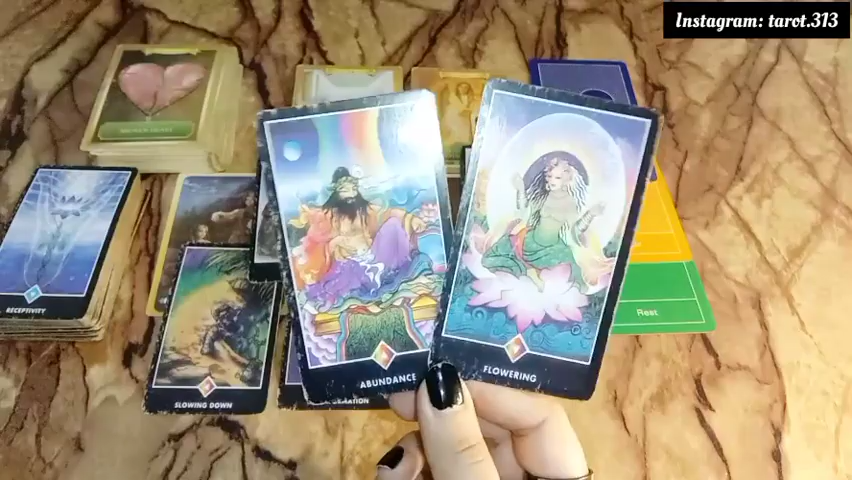 Instagram: tarot.313
RECEPTIVITY
SLOWING DOWN
ABUNDANCE
FLOWERING
Rest